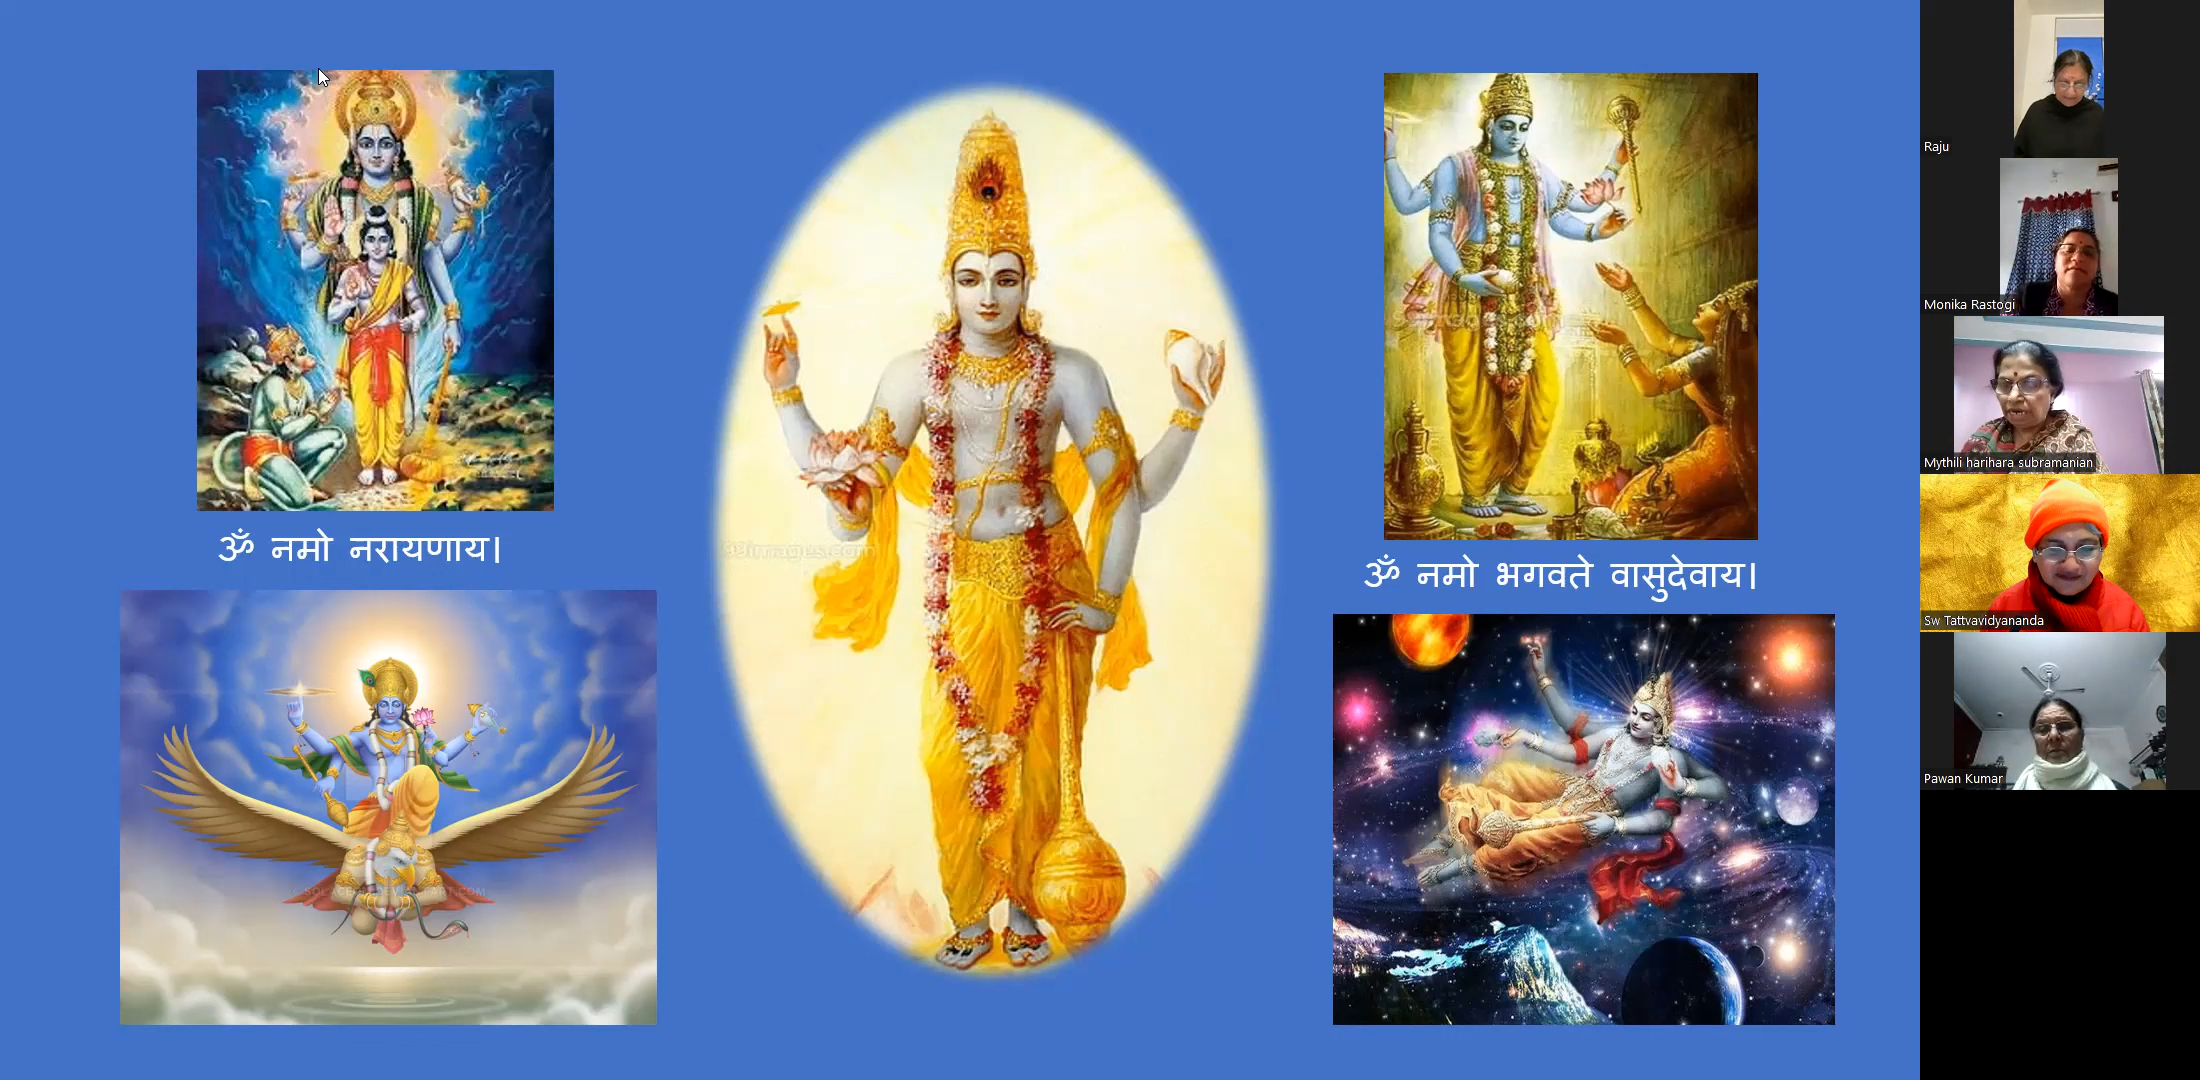 ॐ नमो नरायणाय।
ॐ नमो भगवते वासुदेवाय।
Raju
Monika Rastogi
Mythili harihara subramanian
Sw Tattvavidyananda
Pawan Kumar